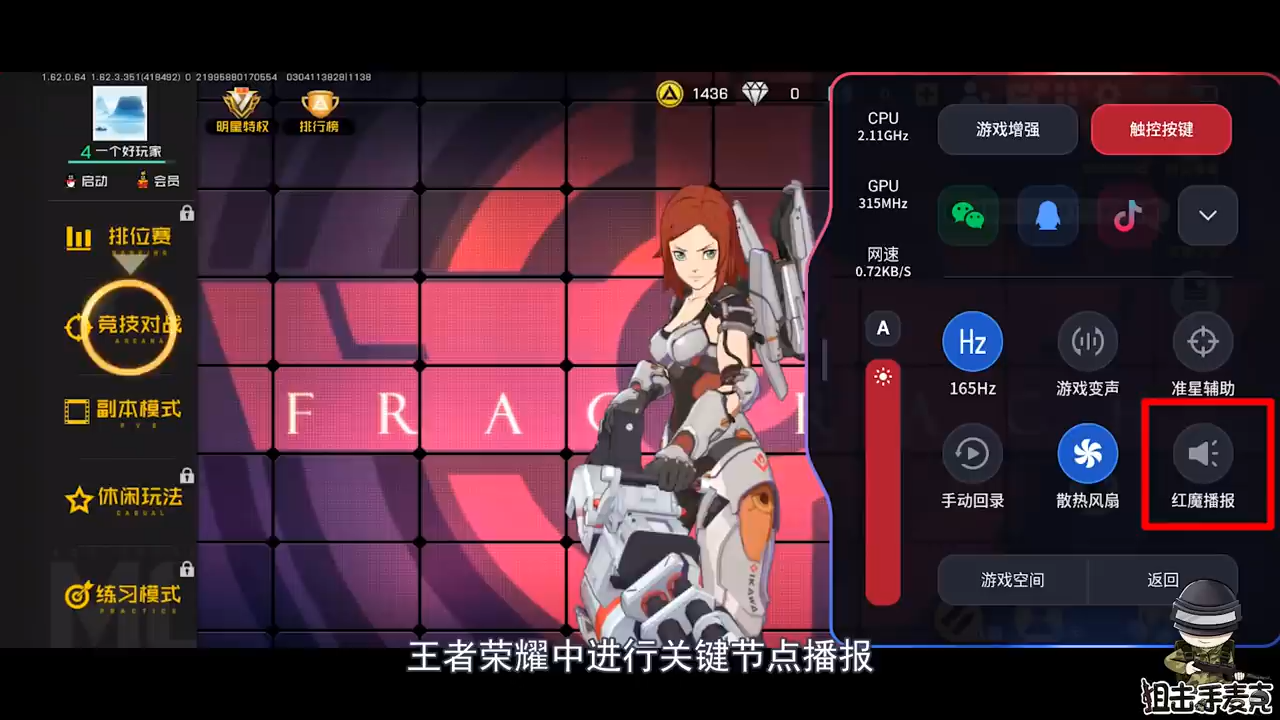 1.62.0.64 1.62.3.351(418492) 0 21995880170554 0304113828|1138
4 一个好玩家
启动 会员
明星特权 排行榜
1436 0
排位赛
竞技对战
ARCANA
副本模式
PVE
休闲玩法
CASUAL
练习模式
PRACTICE
FRAC
IKAWA
CPU
2.11GHz
GPU
315MHz
网速
0.72KB/S
A
游戏增强 触控按键
Hz
165Hz 游戏变声 准星辅助
手动回录 散热风扇 红魔播报
游戏空间 返回
王者荣耀中进行关键节点播报
狙击手麦克